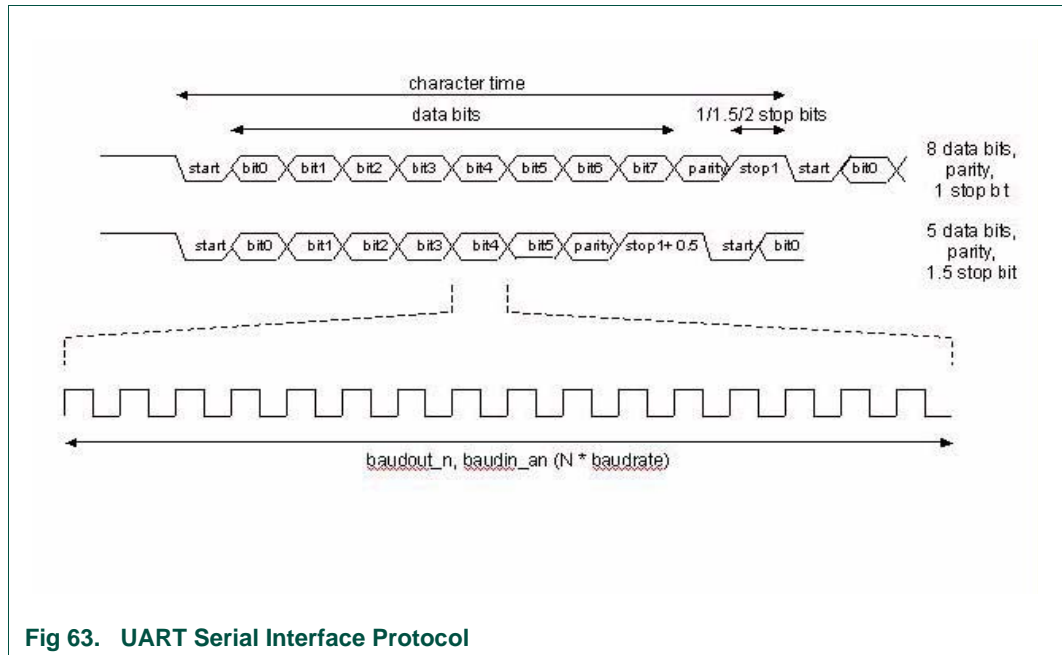 character time
data bits 1/1.5/2 stop bits
start bit0 bit1 bit2 bit3 bit4 bit5 bit6 bit7 parity stop1 start bit0
8 data bits,
parity,
1 stop bt
start bit0 bit1 bit2 bit3 bit4 bit5 parity stop1+0.5 start bit0
5 data bits,
parity,
1.5 stop bit
baudout_n, baudin_an (N * baudrate)
Fig 63. UART Serial Interface Protocol